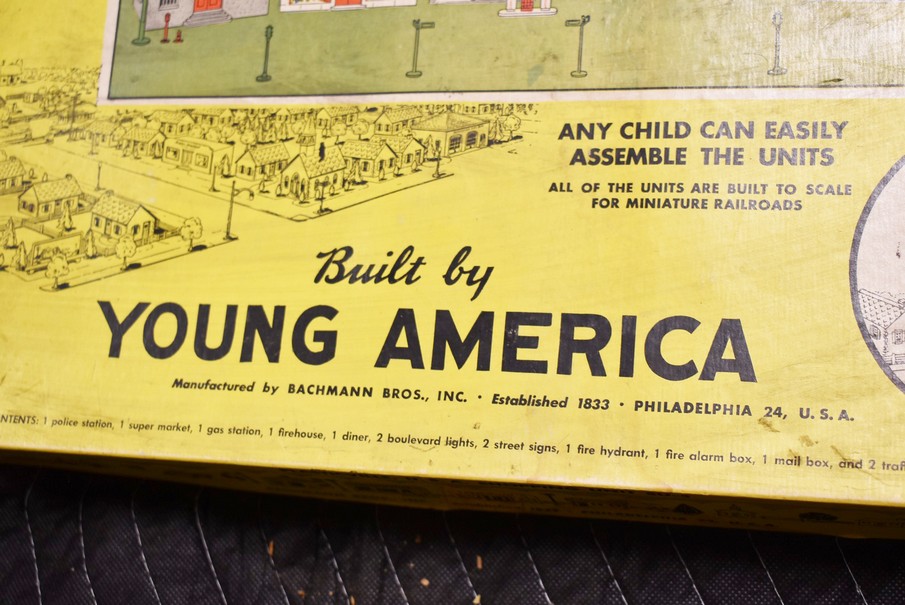 ANY CHILD CAN EASILY
ASSEMBLE THE UNITS
ALL OF THE UNITS ARE BUILT TO SCALE
FOR MINIATURE RAILROADS
Built by
YOUNG AMERICA
Manufactured by BACHMANN BROS., INC. · Established 1833 · PHILADELPHIA 24, U. S. A.
NTENTS: 1 police station, 1 super market, 1 gas station, 1 firehouse, 1 diner, 2 boulevard lights, 2 street signs, 1 fire hydrant, 1 fire alarm box, 1 mail box, and 2 traf